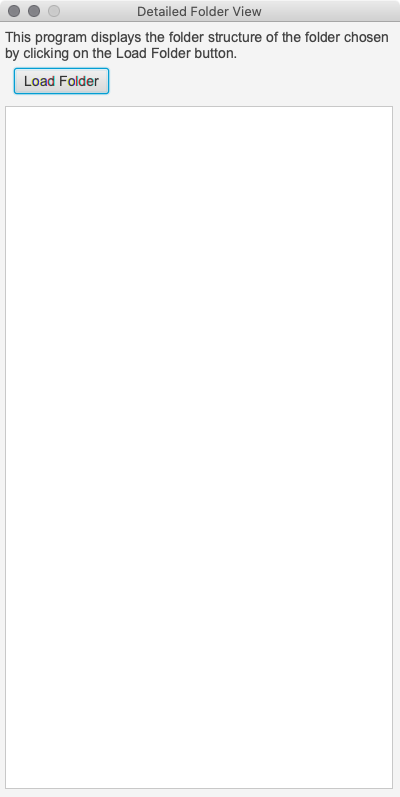 Detailed Folder View
This program displays the folder structure of the folder chosen
by clicking on the Load Folder button.
Load Folder